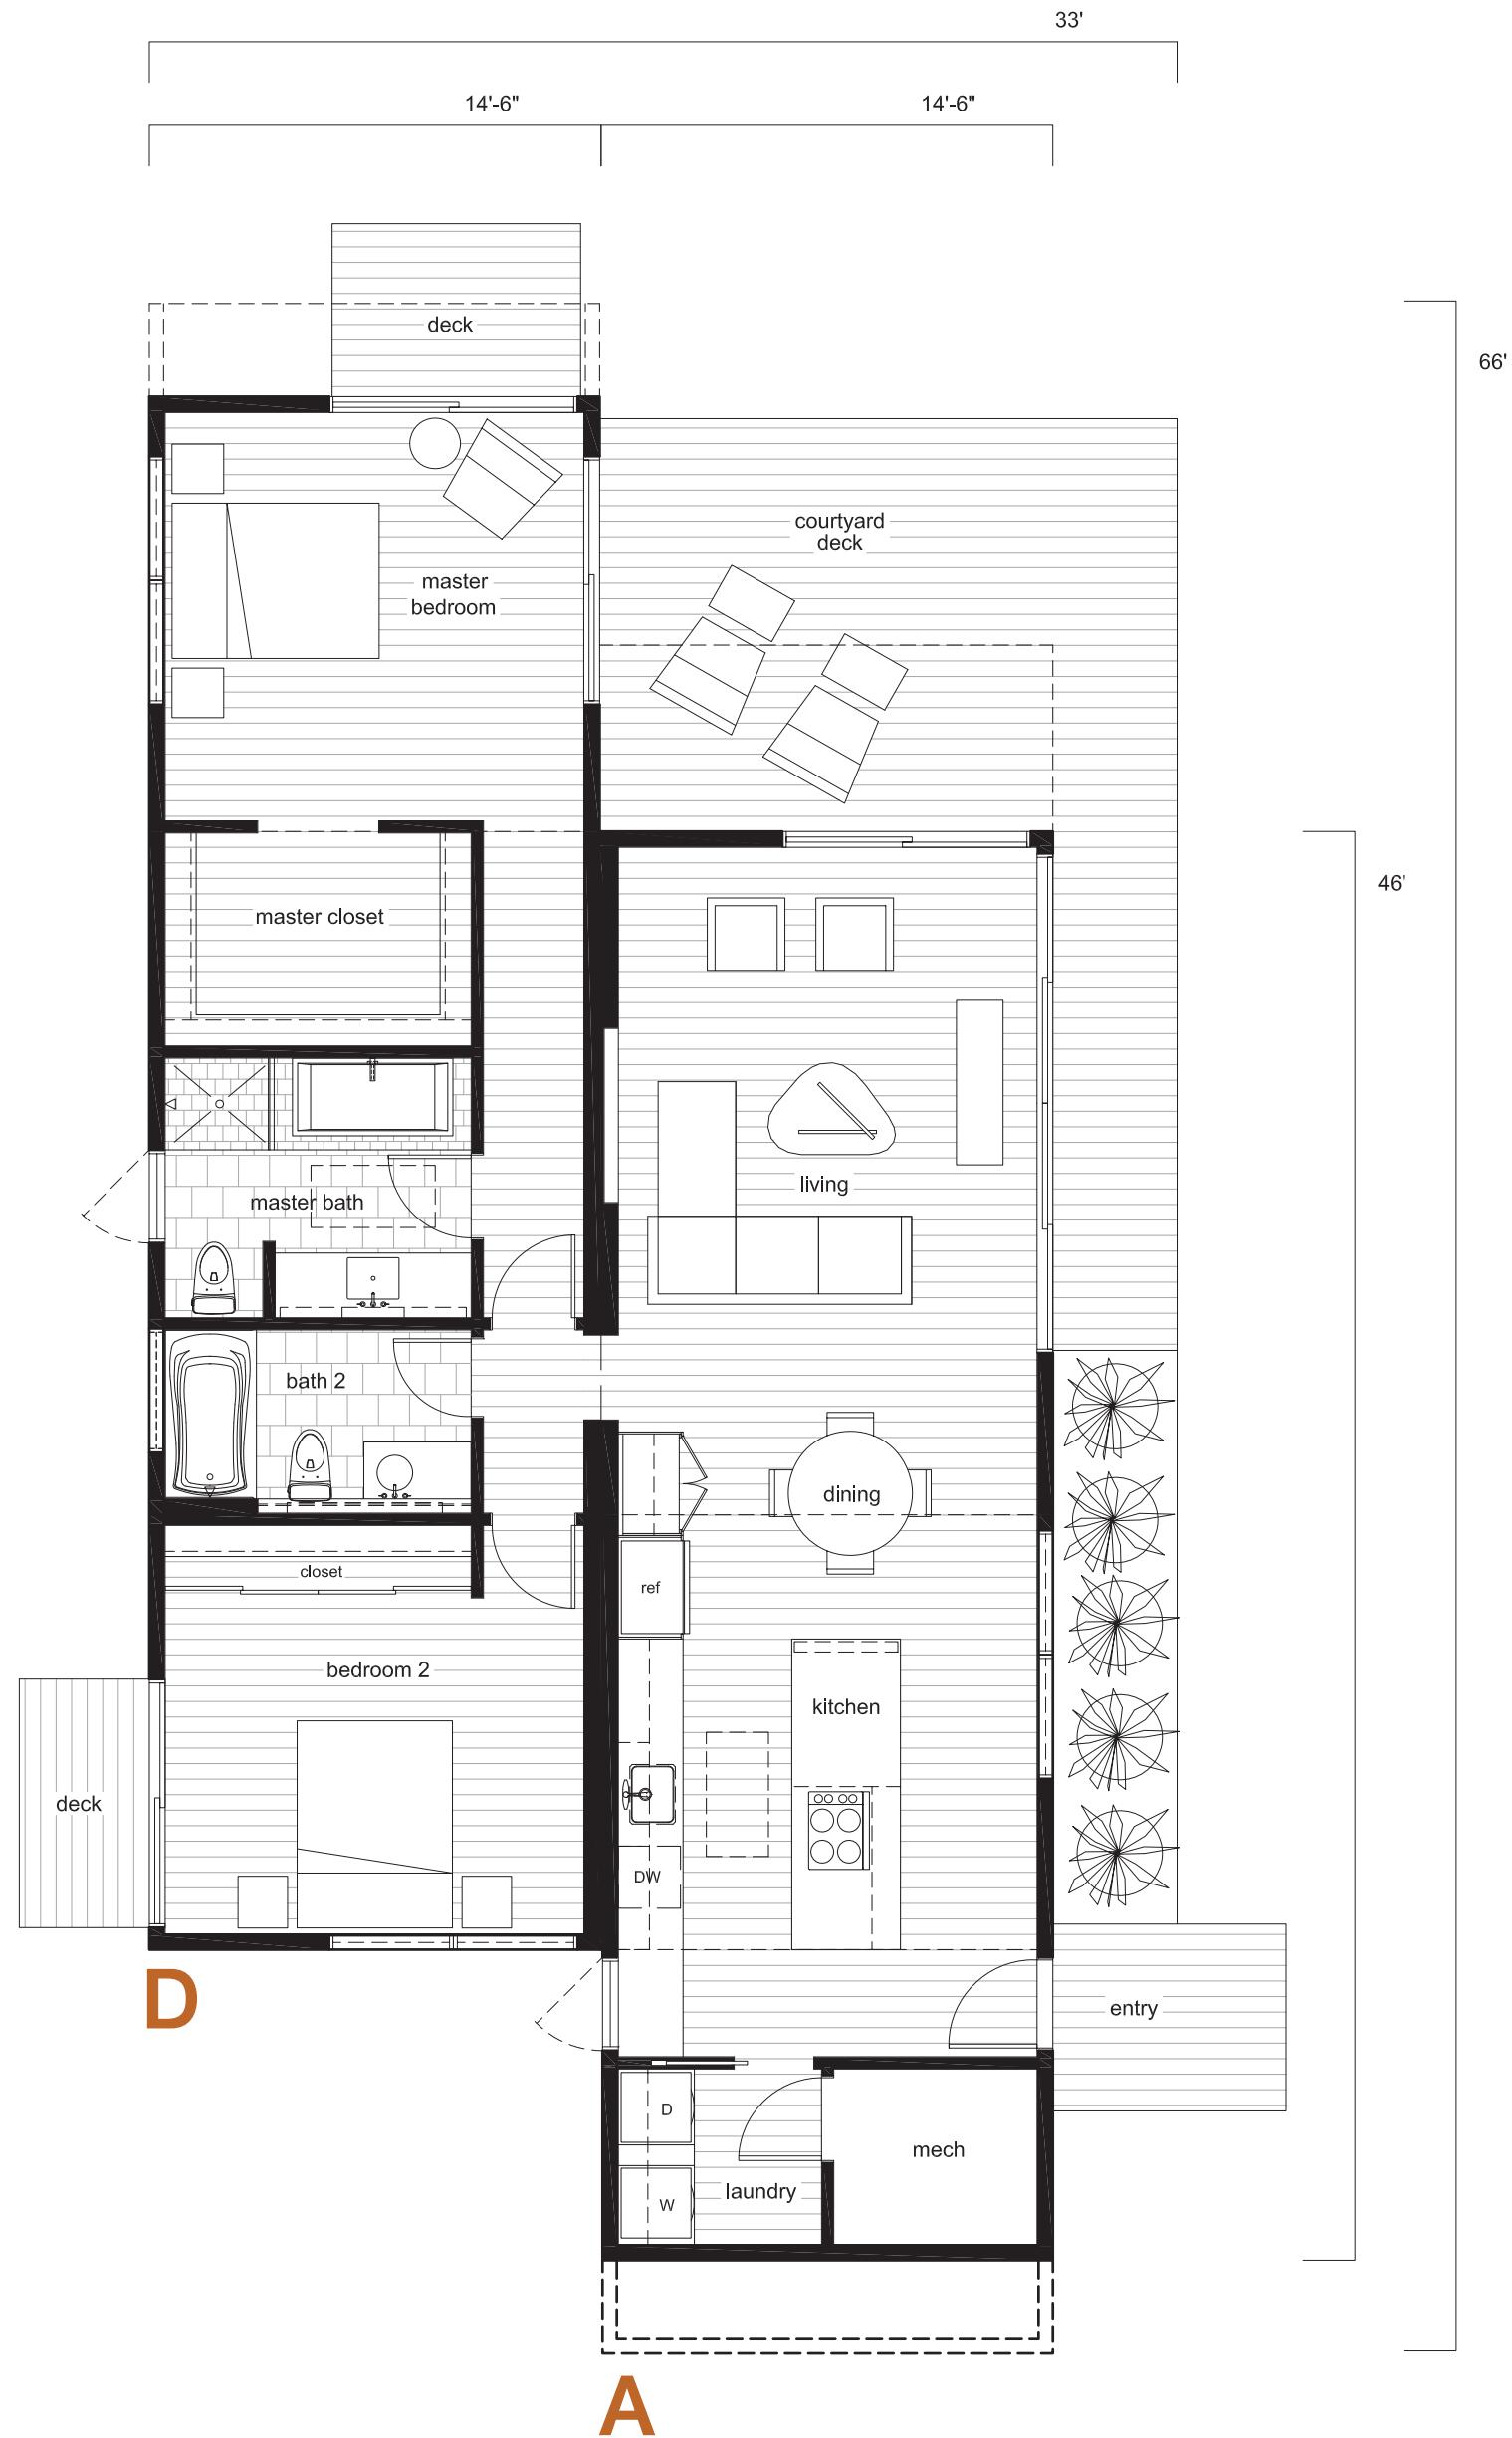 33'
14'-6"
14'-6"
deck
66'
courtyard
deck
master
bedroom
46'
master closet
living
master bath
bath 2
dining
closet
ref
bedroom 2
kitchen
deck
DW
D
entry
D
mech
laundry
W
A